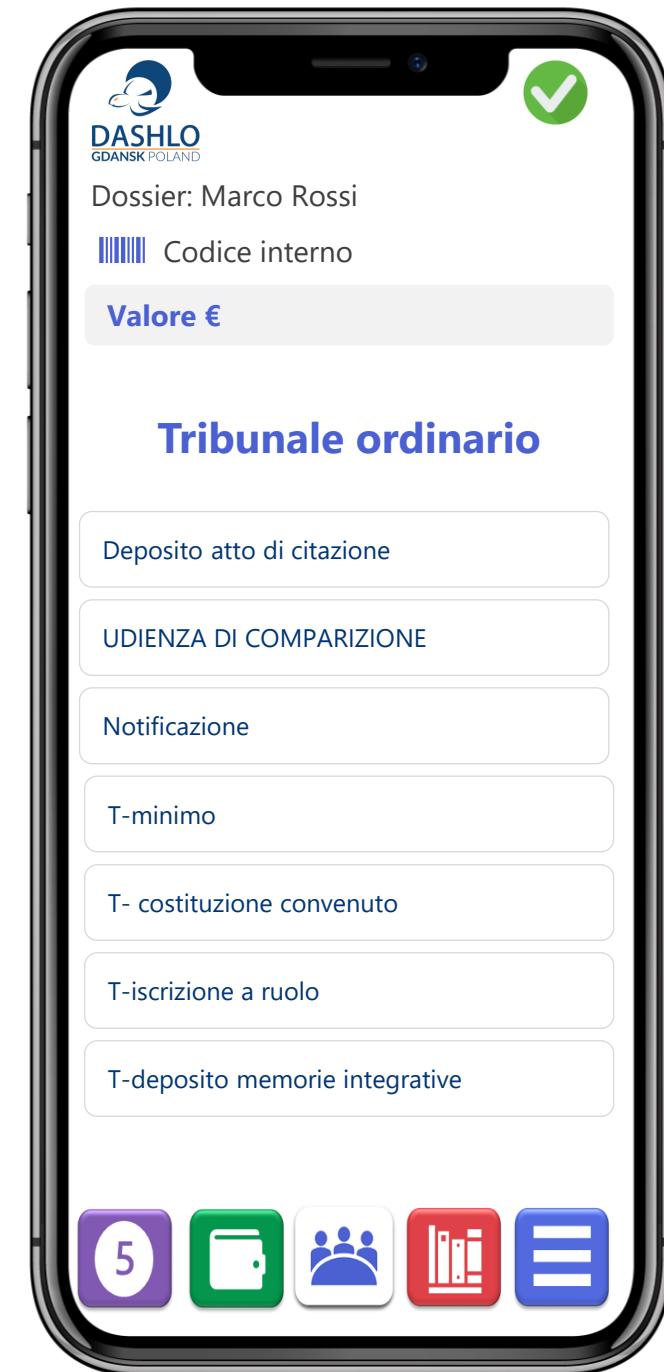 DASHLO
GDANSK POLAND
Dossier: Marco Rossi
Codice interno
Valore €
Tribunale ordinario
Deposito atto di citazione
UDIENZA DI COMPARIZIONE
Notificazione
T-minimo
T- costituzione convenuto
T-iscrizione a ruolo
T-deposito memorie integrative
5